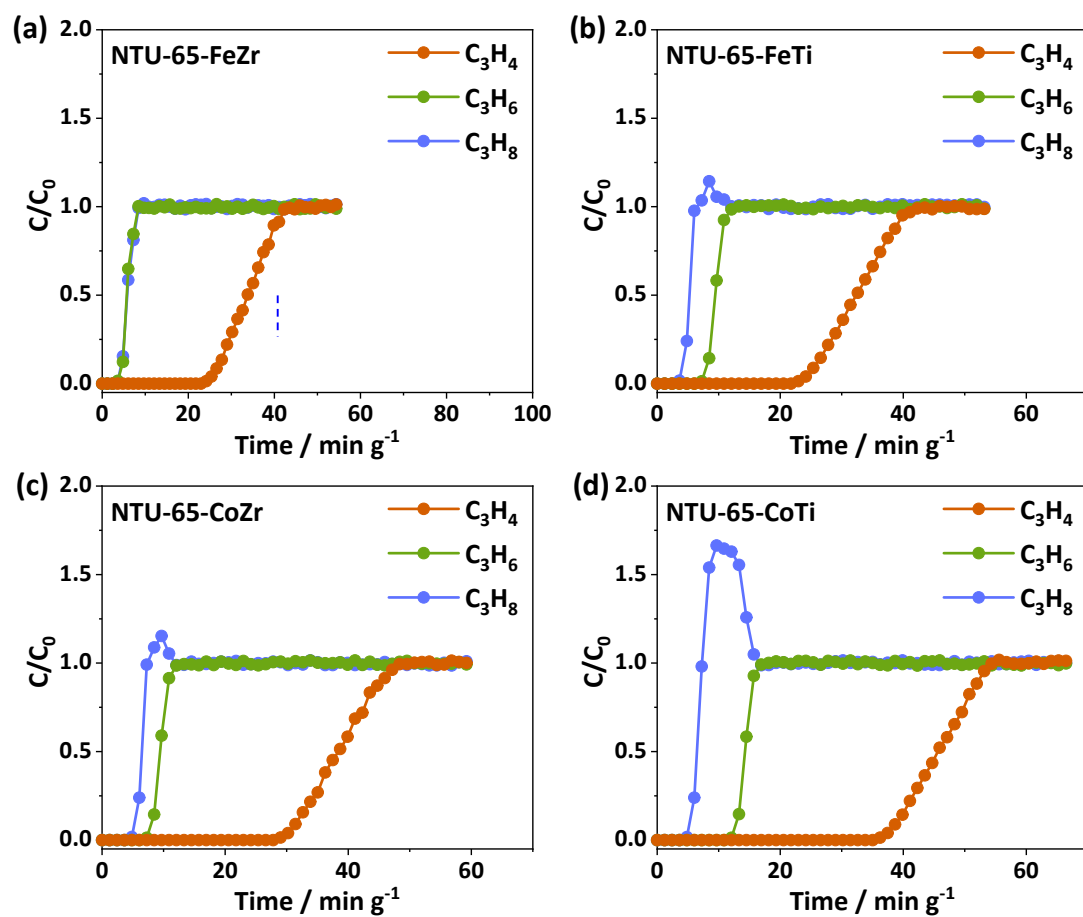 (a)
NTU-65-FeZr
C₃H₄
C₃H₆
C₃H₈
C/C₀
2.0
1.5
1.0
0.5
0.0
0 20 40 60 80 100
Time / min g⁻¹
(b)
NTU-65-FeTi
C₃H₄
C₃H₆
C₃H₈
C/C₀
2.0
1.5
1.0
0.5
0.0
0 20 40 60
Time / min g⁻¹
(c)
NTU-65-CoZr
C₃H₄
C₃H₆
C₃H₈
C/C₀
2.0
1.5
1.0
0.5
0.0
0 20 40 60
Time / min g⁻¹
(d)
NTU-65-CoTi
C₃H₄
C₃H₆
C₃H₈
C/C₀
2.0
1.5
1.0
0.5
0.0
0 20 40 60
Time / min g⁻¹